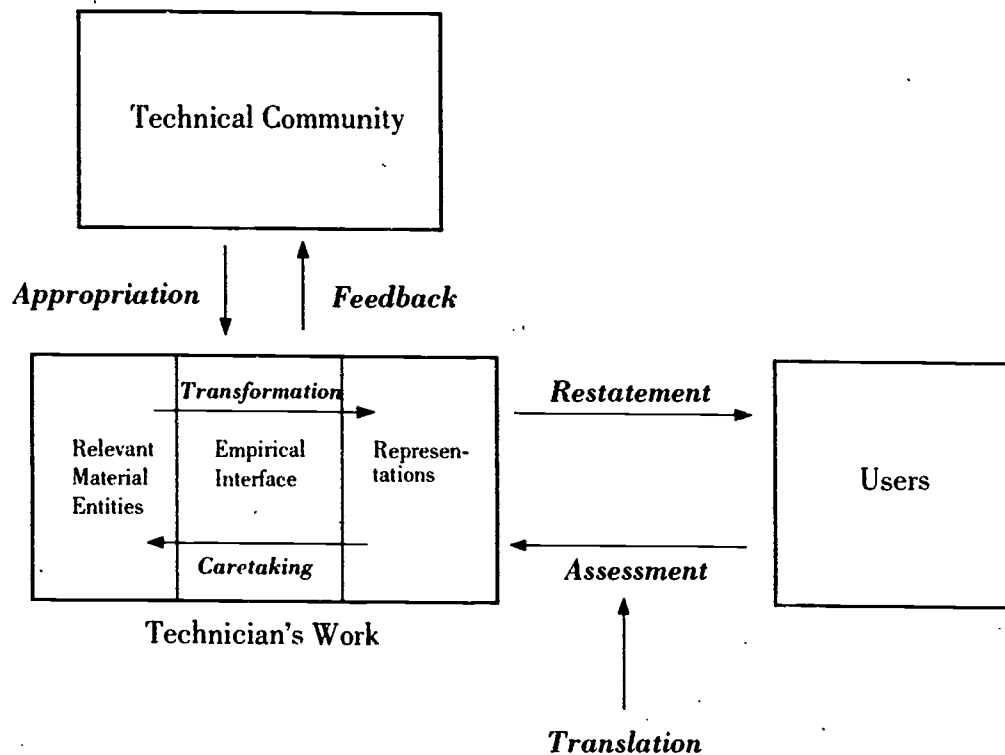 Technical Community
Appropriation
Feedback
Transformation
Restatement
Relevant
Material
Entities
Empirical
Interface
Represen-
tations
Users
Caretaking
Assessment
Technician's Work
Translation